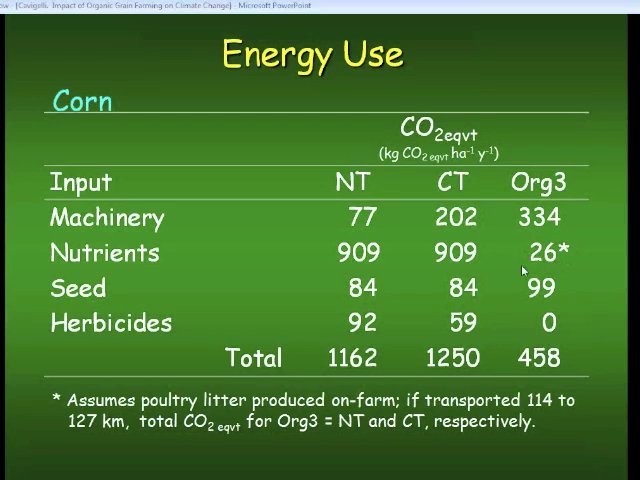 ow - [Cavigelli. Impact of Organic Grain Farming on Climate Change] - Microsoft PowerPoint
Energy Use
Corn
CO2eqvt
(kg CO2 eqvt ha-1 y-1)
Input NT CT Org3
Machinery 77 202 334
Nutrients 909 909 26*
Seed 84 84 99
Herbicides 92 59 0
Total 1162 1250 458
* Assumes poultry litter produced on-farm; if transported 114 to
127 km, total CO2 eqvt for Org3 = NT and CT, respectively.